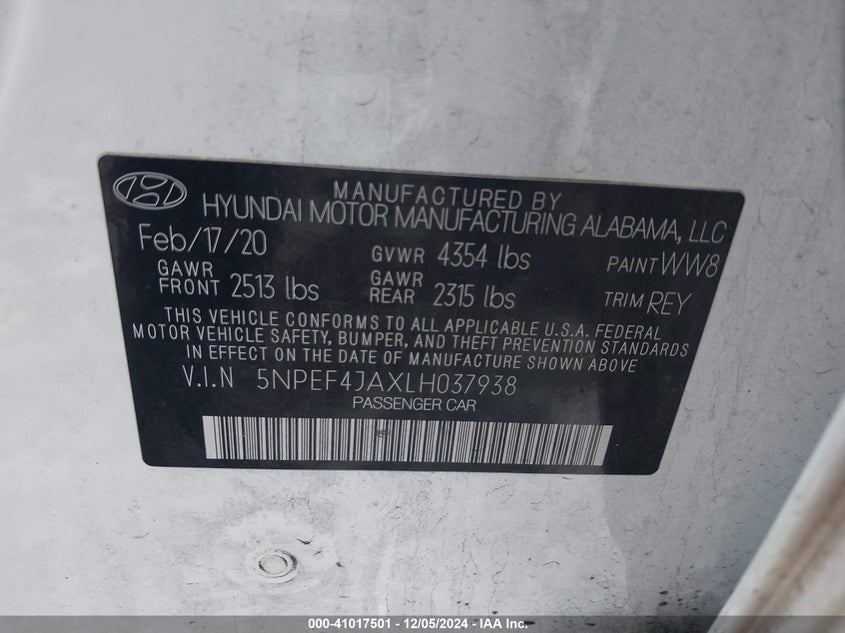 MANUFACTURED BY
HYUNDAI MOTOR MANUFACTURING ALABAMA, LLC
Feb/17/20 GVWR 4354 lbs PAINT WW8
GAWR FRONT 2513 lbs GAWR REAR 2315 lbs TRIM REY
THIS VEHICLE CONFORMS TO ALL APPLICABLE U.S.A. FEDERAL
MOTOR VEHICLE SAFETY, BUMPER, AND THEFT PREVENTION STANDARDS
IN EFFECT ON THE DATE OF MANUFACTURE SHOWN ABOVE
V.I.N 5NPEF4JAXLH037938
PASSENGER CAR
000-41017501 - 12/05/2024 - IAA Inc.